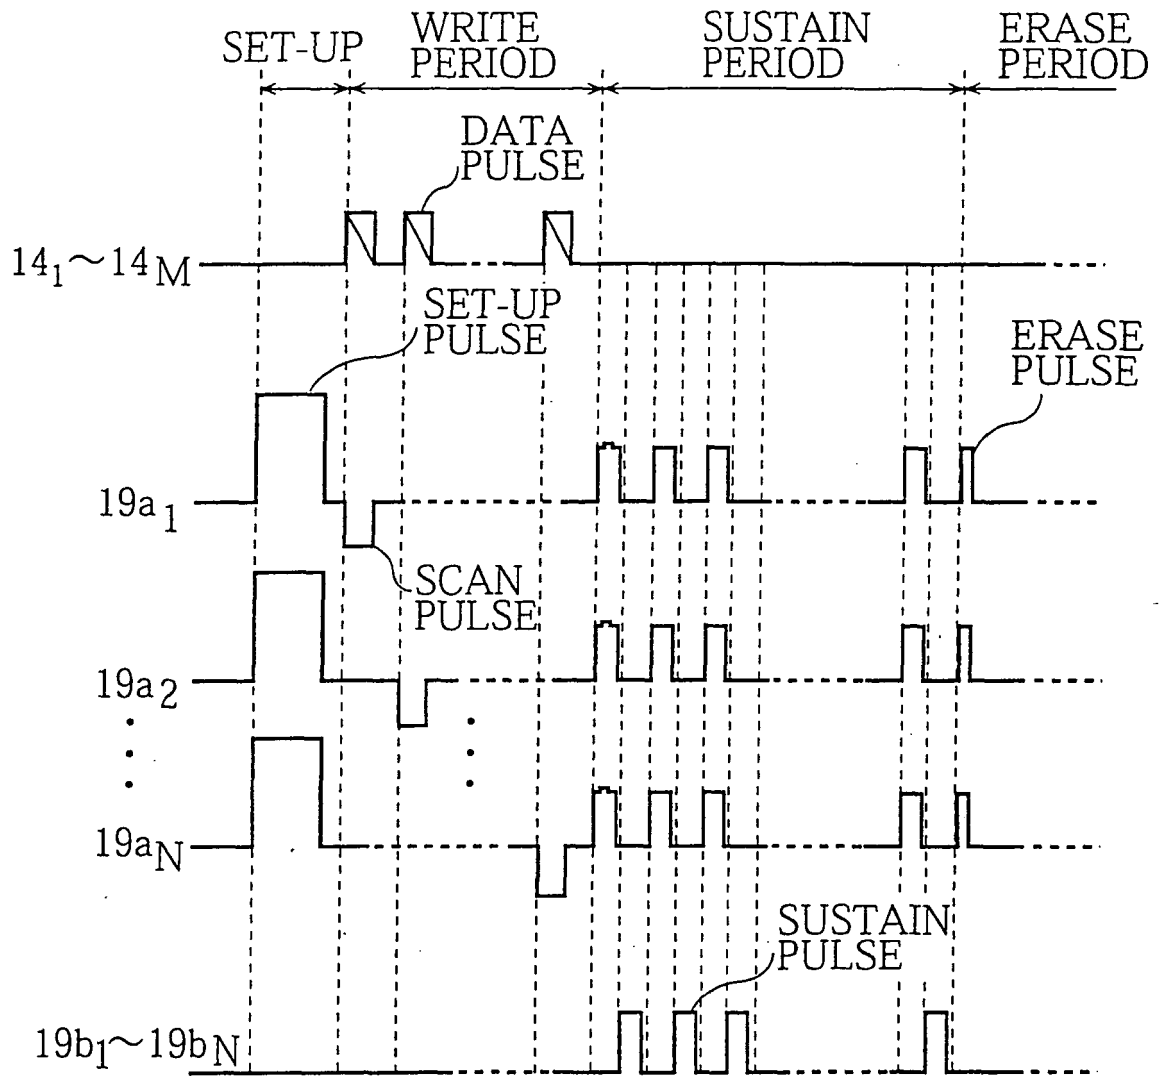 SET-UP
WRITE
PERIOD
SUSTAIN
PERIOD
ERASE
PERIOD
DATA
PULSE
14₁~14M
SET-UP
PULSE
ERASE
PULSE
19a₁
SCAN
PULSE
19a₂
19aN
SUSTAIN
PULSE
19b₁~19bN